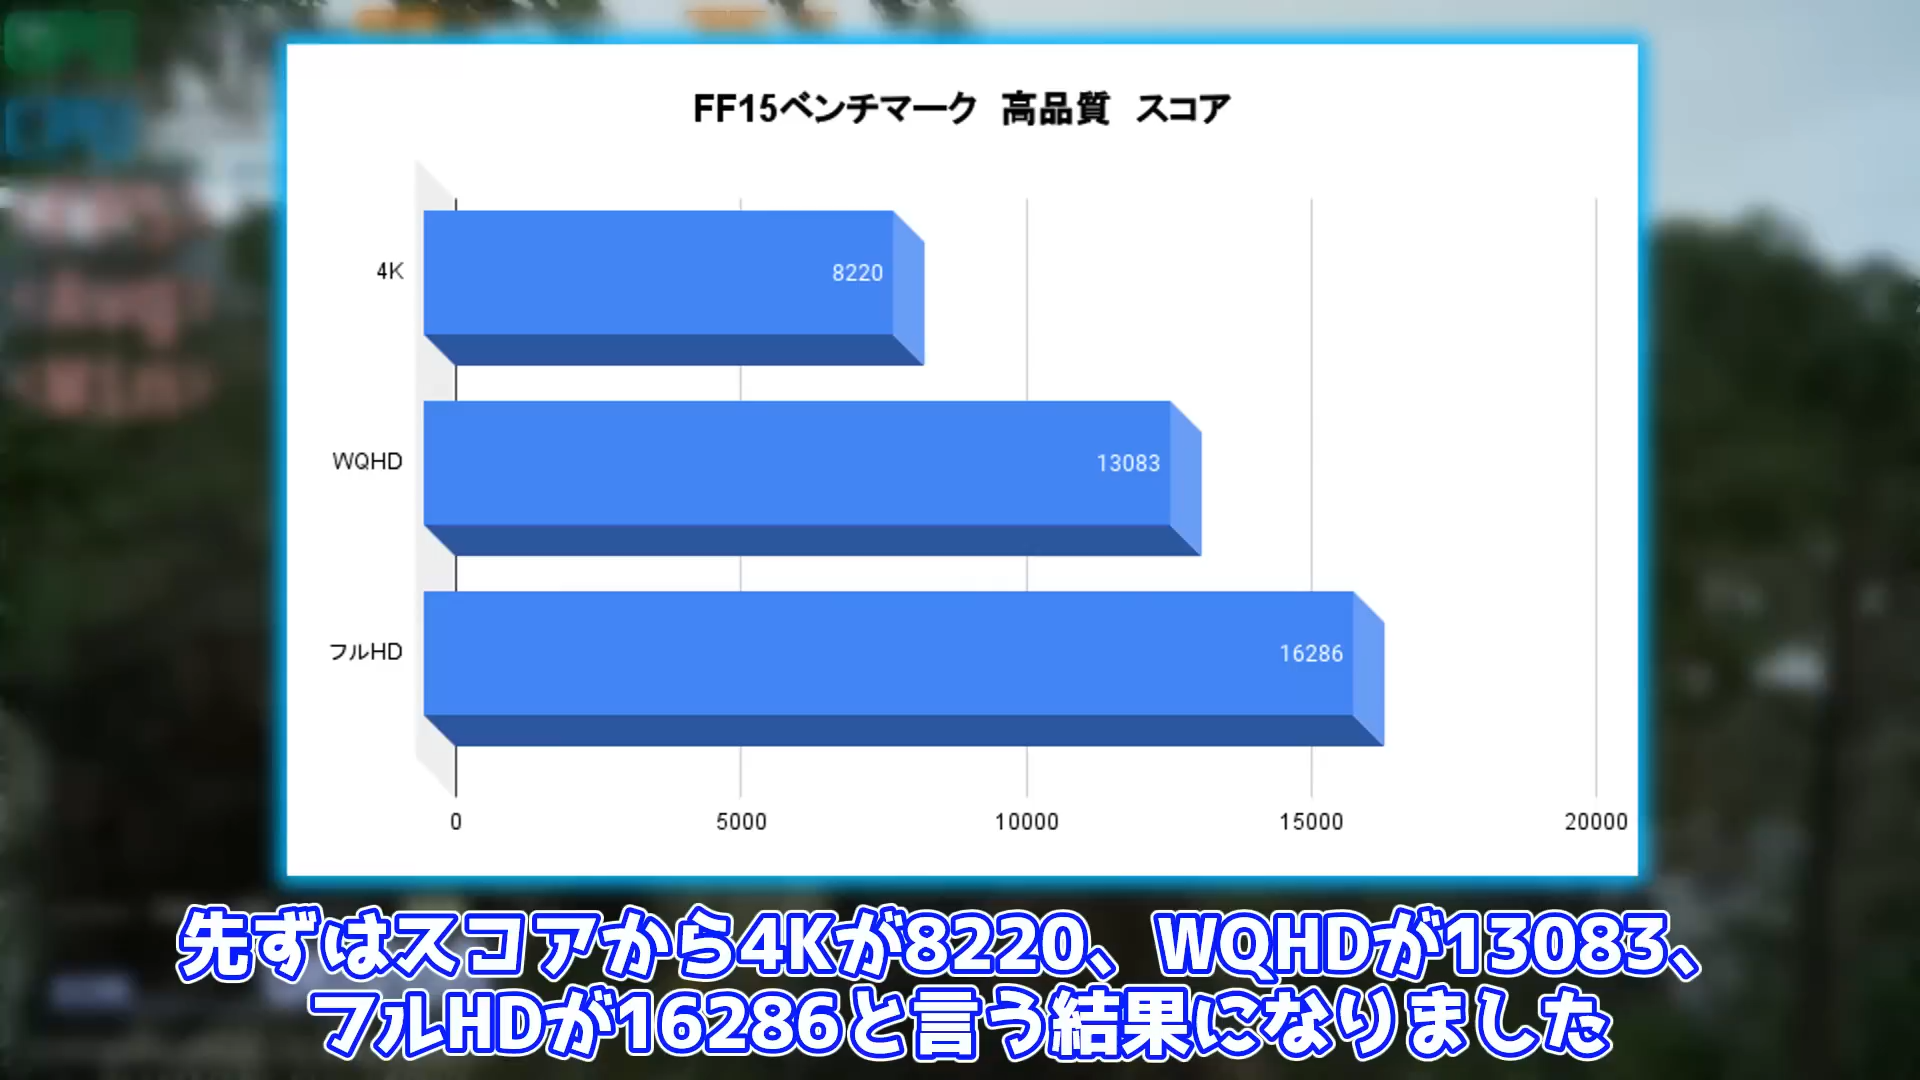 FF15ベンチマーク 高品質 スコア
4K
8220
WQHD
13083
フルHD
16286
0 5000 10000 15000 20000
先ずはスコアから4Kが8220、WQHDが13083、
フルHDが16286と言う結果になりました